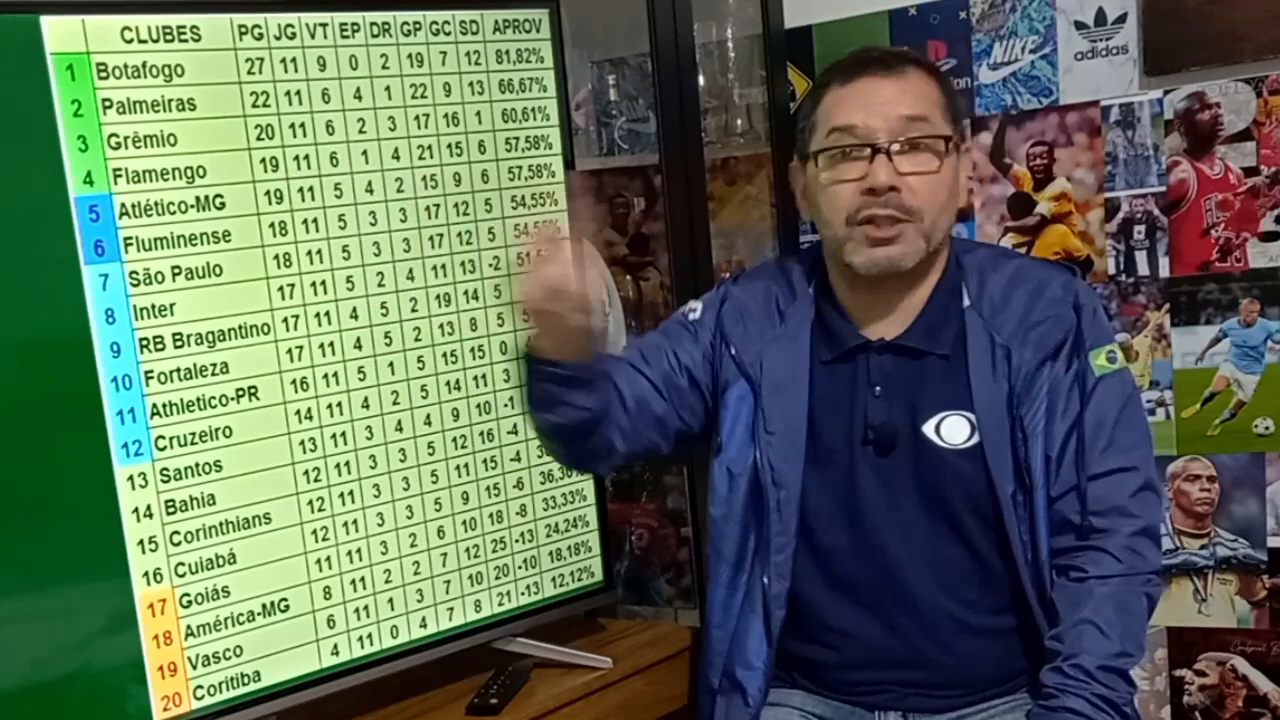 CLUBES PG JG VT EP DR GP GC SD APROV
1 Botafogo 27 11 9 0 2 19 7 12 81,82%
2 Palmeiras 22 11 6 4 1 22 9 13 66,67%
3 Grêmio 20 11 6 2 3 17 16 1 60,61%
4 Flamengo 19 11 6 1 4 21 15 6 57,58%
5 Atlético-MG 19 11 5 4 2 15 9 6 57,58%
6 Fluminense 18 11 5 3 3 17 12 5 54,55%
7 São Paulo 18 11 5 3 3 17 12 5 54,55%
8 Inter 17 11 5 2 4 11 13 -2
9 RB Bragantino 17 11 4 5 2 19 14 5
10 Fortaleza 17 11 4 5 2 13 8 5
11 Athletico-PR 16 11 5 1 5 15 15 0
12 Cruzeiro 14 11 4 2 5 14 11 3
13 Santos 13 11 3 4 4 9 10 -1
14 Bahia 12 11 3 3 5 12 16 -4
15 Corinthians 12 11 3 3 5 11 15 -4
16 Cuiabá 12 11 3 3 5 9 15 -6 36,36%
17 Goiás 11 11 3 2 6 10 18 -8 33,33%
18 América-MG 8 11 2 2 7 12 25 -13 24,24%
19 Vasco 6 11 1 3 7 10 20 -10 18,18%
20 Coritiba 4 11 0 4 7 8 21 -13 12,12%
NIKE
adidas